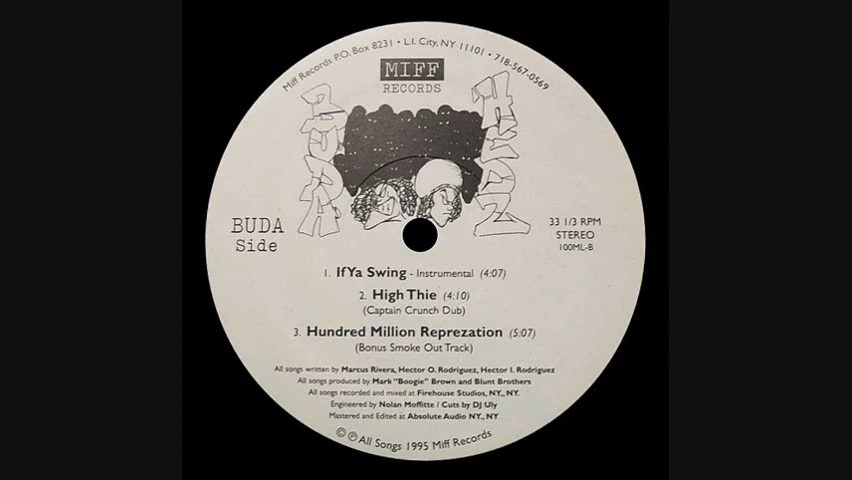 Miff Records P.O. Box 8231 • L.I. City, NY 11101 • 718-567-0569
MIFF
RECORDS
BUDA
HEDZ
BUDA
Side
33 1/3 RPM
STEREO
100ML-B
1. If Ya Swing - Instrumental (4:07)
2. High Thie (4:10)
(Captain Crunch Dub)
3. Hundred Million Reprezation (5:07)
(Bonus Smoke Out Track)
All songs written by Marcus Rivera, Hector O. Rodriguez, Hector I. Rodriguez
All songs produced by Mark "Boogie" Brown and Blunt Brothers
All songs recorded and mixed at Firehouse Studios, NY., NY.
Engineered by Nolan Moffitte / Cuts by DJ Uly
Mastered and Edited at Absolute Audio NY., NY
© ℗ All Songs 1995 Miff Records